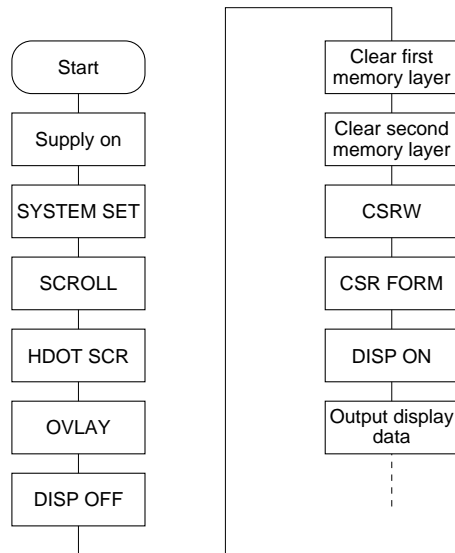 Start
Supply on
SYSTEM SET
SCROLL
HDOT SCR
OVLAY
DISP OFF
Clear first
memory layer
Clear second
memory layer
CSRW
CSR FORM
DISP ON
Output display
data